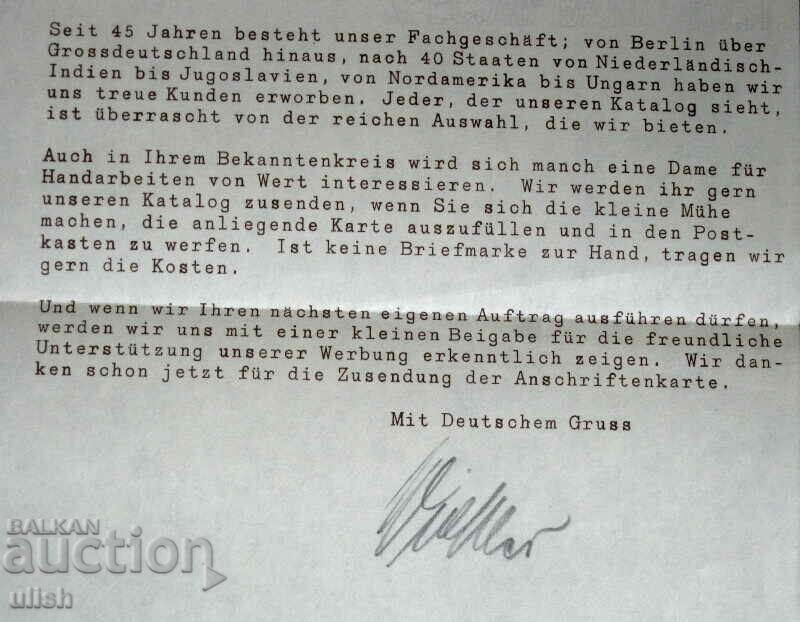 Seit 45 Jahren besteht unser Fachgeschäft; von Berlin über
Grossdeutschland hinaus, nach 40 Staaten von Niederländisch-
Indien bis Jugoslavien, von Nordamerika bis Ungarn haben wir
uns treue Kunden erworben. Jeder, der unseren Katalog sieht,
ist überrascht von der reichen Auswahl, die wir bieten.
Auch in Ihrem Bekanntenkreis wird sich manch eine Dame für
Handarbeiten von Wert interessieren. Wir werden ihr gern
unseren Katalog zusenden, wenn Sie sich die kleine Mühe
machen, die anliegende Karte auszufüllen und in den Post-
kasten zu werfen. Ist keine Briefmarke zur Hand, tragen wir
gern die Kosten.
Und wenn wir Ihren nächsten eigenen Auftrag ausführen dürfen,
werden wir uns mit einer kleinen Beigabe für die freundliche
Unterstützung unserer Werbung erkenntlich zeigen. Wir dan-
ken schon jetzt für die Zusendung der Anschriftenkarte.
Mit Deutschem Gruss
BALKAN
auction
ulish